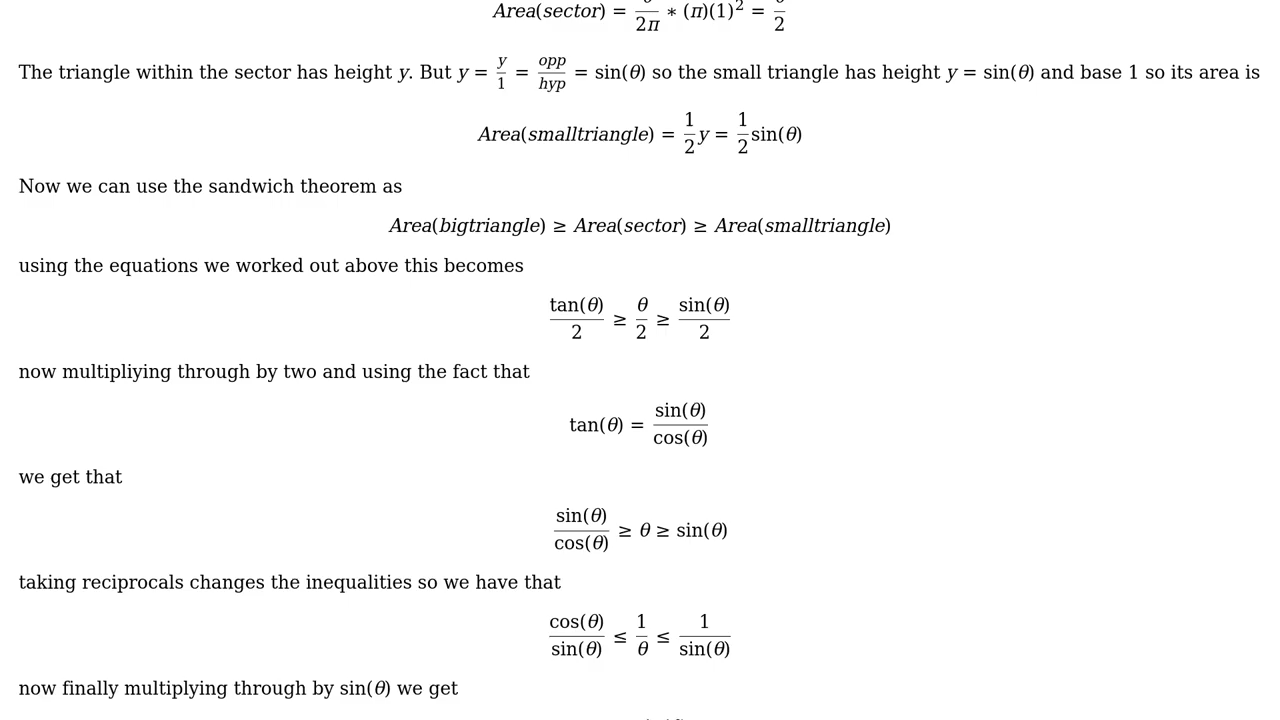 Area(sector) = θ/2π * (π)(1)² = θ/2
The triangle within the sector has height y. But y = y/1 = opp/hyp = sin(θ) so the small triangle has height y = sin(θ) and base 1 so its area is
Area(smalltriangle) = 1/2 y = 1/2 sin(θ)
Now we can use the sandwich theorem as
Area(bigtriangle) ≥ Area(sector) ≥ Area(smalltriangle)
using the equations we worked out above this becomes
tan(θ)/2 ≥ θ/2 ≥ sin(θ)/2
now multipliying through by two and using the fact that
tan(θ) = sin(θ)/cos(θ)
we get that
sin(θ)/cos(θ) ≥ θ ≥ sin(θ)
taking reciprocals changes the inequalities so we have that
cos(θ)/sin(θ) ≤ 1/θ ≤ 1/sin(θ)
now finally multiplying through by sin(θ) we get